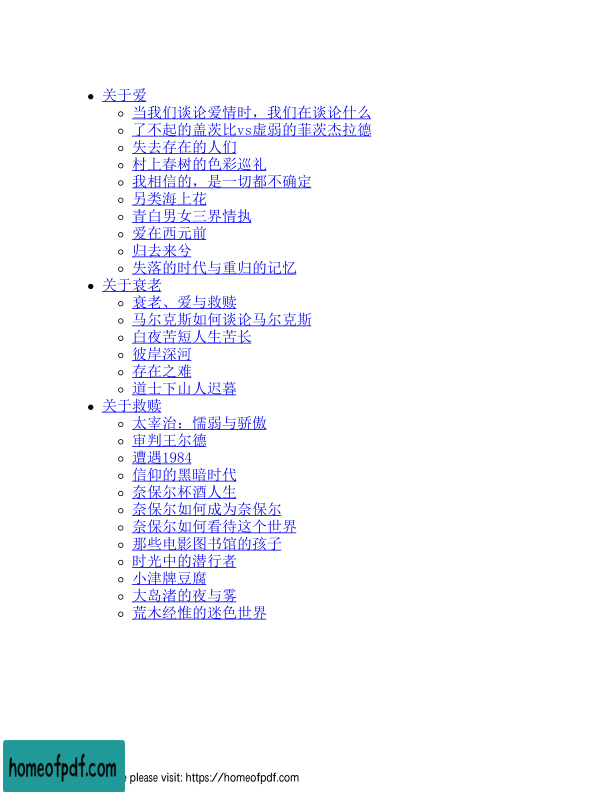 关于爱
当我们谈论爱情时，我们在谈论什么
了不起的盖茨比vs虚弱的菲茨杰拉德
失去存在的人们
村上春树的色彩巡礼
我相信的，是一切都不确定
另类海上花
青白男女三界情执
爱在西元前
归去来兮
失落的时代与重归的记忆
关于衰老
衰老、爱与救赎
马尔克斯如何谈论马尔克斯
白夜苦短人生苦长
彼岸深河
存在之难
道士下山人迟暮
关于救赎
太宰治：懦弱与骄傲
审判王尔德
遭遇1984
信仰的黑暗时代
奈保尔杯酒人生
奈保尔如何成为奈保尔
奈保尔如何看待这个世界
那些电影图书馆的孩子
时光中的潜行者
小津牌豆腐
大岛渚的夜与雾
荒木经惟的迷色世界
homeofpdf.com
please visit: https://homeofpdf.com